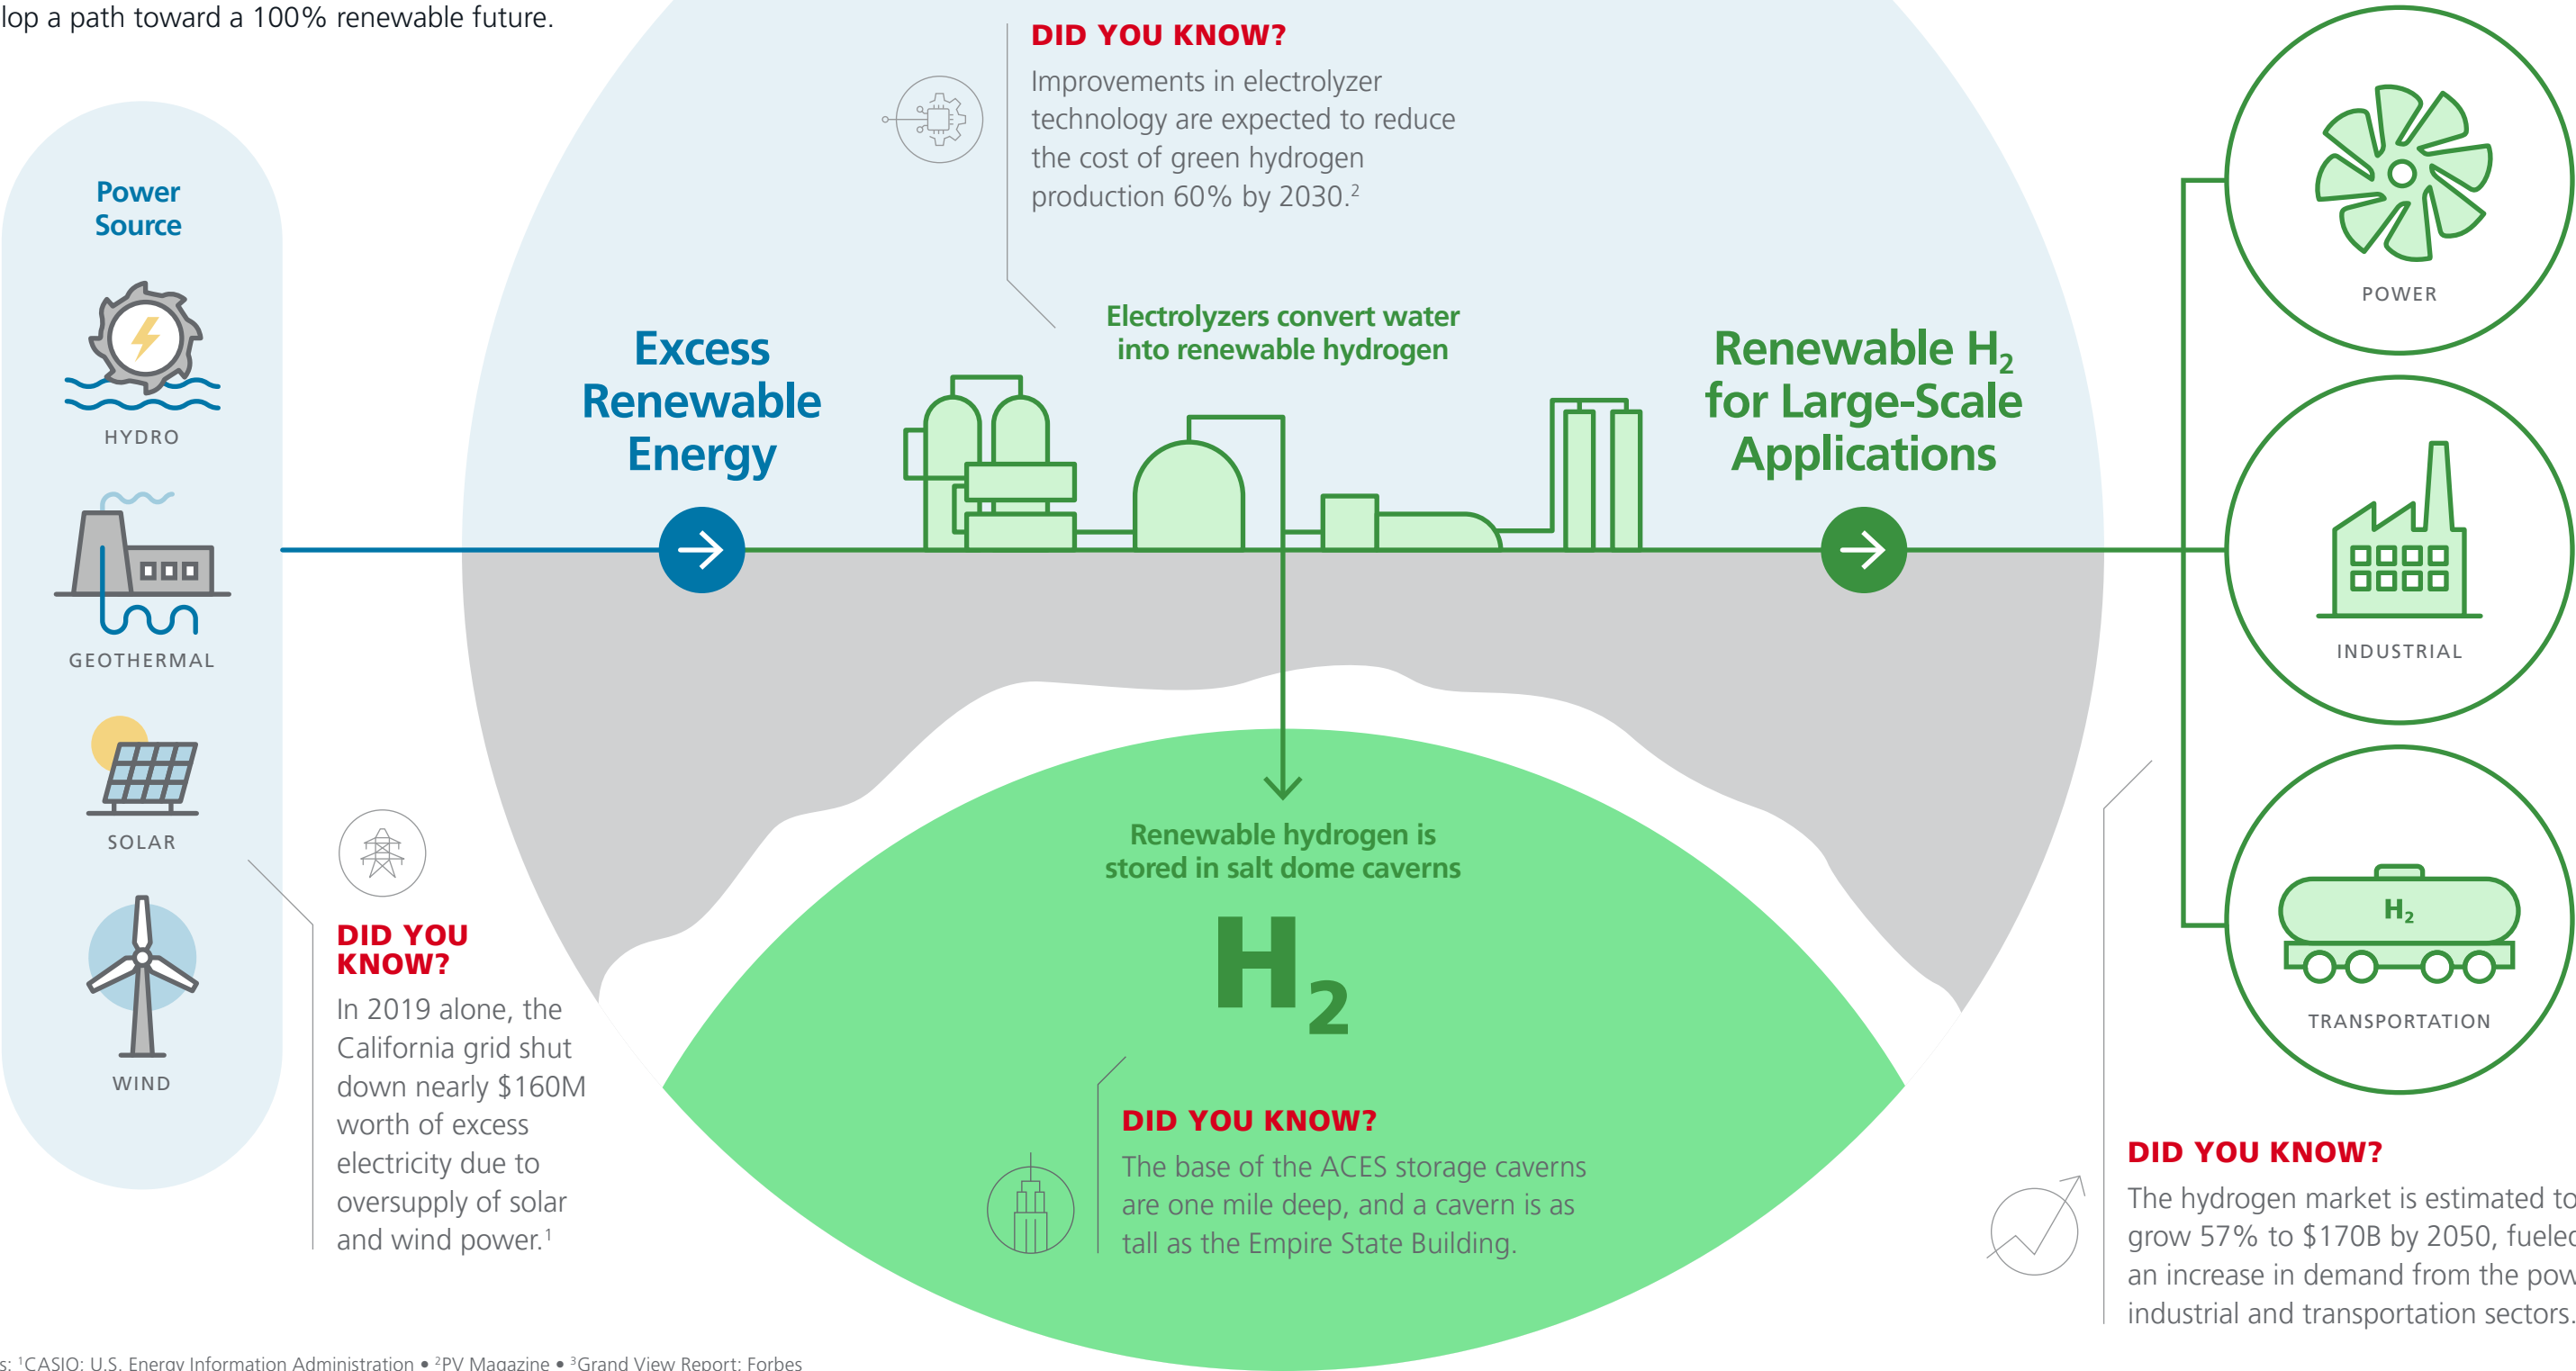 lop a path toward a 100% renewable future.
Power
Source
HYDRO
GEOTHERMAL
SOLAR
WIND
DID YOU
KNOW?
In 2019 alone, the
California grid shut
down nearly $160M
worth of excess
electricity due to
oversupply of solar
and wind power.1
Excess
Renewable
Energy
DID YOU KNOW?
Improvements in electrolyzer
technology are expected to reduce
the cost of green hydrogen
production 60% by 2030.2
Electrolyzers convert water
into renewable hydrogen
Renewable hydrogen is
stored in salt dome caverns
H2
DID YOU KNOW?
The base of the ACES storage caverns
are one mile deep, and a cavern is as
tall as the Empire State Building.
Renewable H2
for Large-Scale
Applications
POWER
INDUSTRIAL
H2
TRANSPORTATION
DID YOU KNOW?
The hydrogen market is estimated to
grow 57% to $170B by 2050, fueled
an increase in demand from the pow
industrial and transportation sectors.
s: 1CASIO; U.S. Energy Information Administration • 2PV Magazine • 3Grand View Report; Forbes